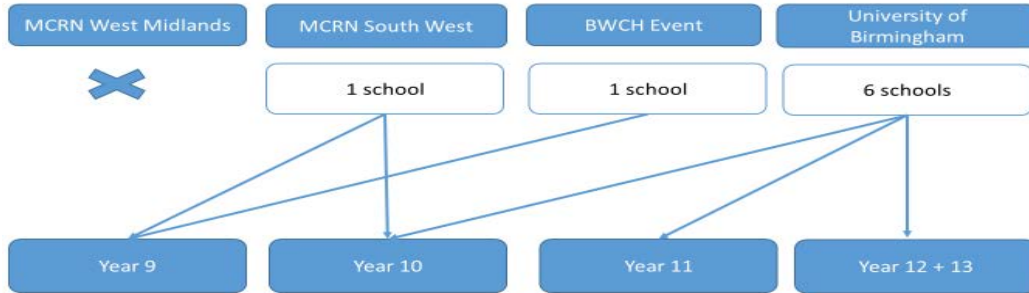 MCRN West Midlands
MCRN South West
BWCH Event
University of
Birmingham
1 school
1 school
6 schools
Year 9
Year 10
Year 11
Year 12 + 13